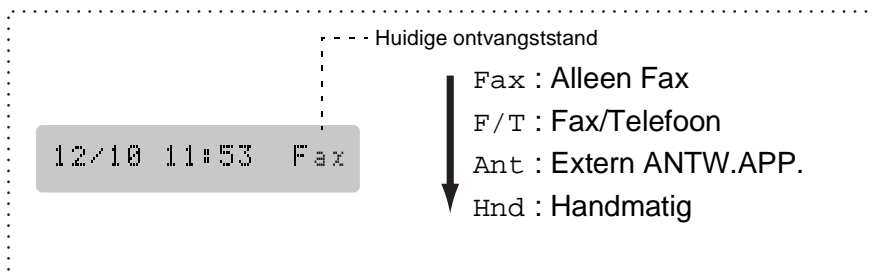 Huidige ontvangststand
12/10 11:53 Fax
Fax : Alleen Fax
F/T : Fax/Telefoon
Ant : Extern ANTW.APP.
Hnd : Handmatig